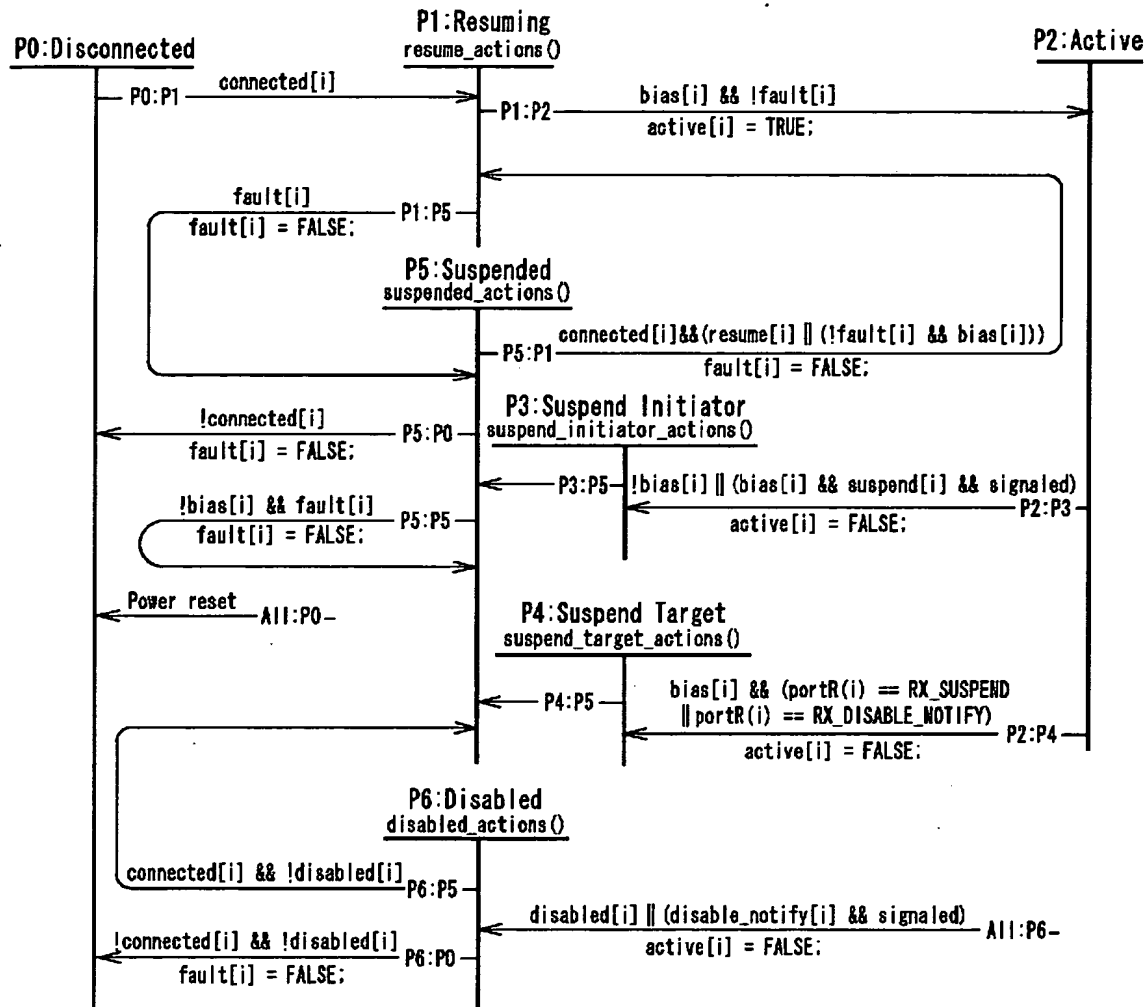 P1:Resuming
P0:Disconnected
resume_actions()
P2:Active
connected[i]
P0:P1
bias[i] && !fault[i]
P1:P2
active[i] = TRUE;
fault[i]
P1:P5
fault[i] = FALSE;
P5:Suspended
suspended_actions()
connected[i]&&(resume[i] || (!fault[i] && bias[i]))
P5:P1
fault[i] = FALSE;
P3:Suspend Initiator
suspend_initiator_actions()
!connected[i]
P5:P0
fault[i] = FALSE;
P3:P5
!bias[i] || (bias[i] && suspend[i] && signaled)
P2:P3
active[i] = FALSE;
!bias[i] && fault[i]
P5:P5
fault[i] = FALSE;
Power reset
All:P0
P4:Suspend Target
suspend_target_actions()
P4:P5
bias[i] && (portR(i) == RX_SUSPEND
|| portR(i) == RX_DISABLE_NOTIFY)
P2:P4
active[i] = FALSE;
P6:Disabled
disabled_actions()
connected[i] && !disabled[i]
P6:P5
disabled[i] || (disable_notify[i] && signaled)
All:P6
active[i] = FALSE;
!connected[i] && !disabled[i]
P6:P0
fault[i] = FALSE;